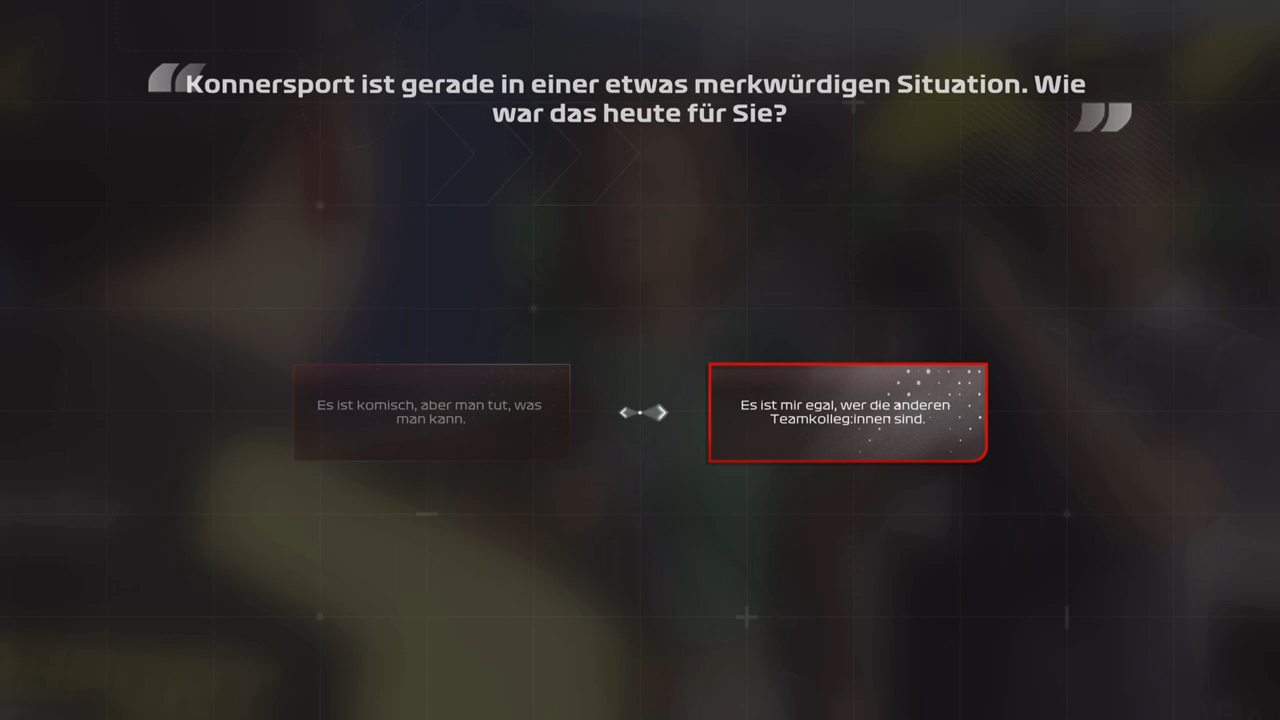 Konnersport ist gerade in einer etwas merkwürdigen Situation. Wie
war das heute für Sie?
Es ist komisch, aber man tut, was
man kann.
Es ist mir egal, wer die anderen
Teamkolleg:innen sind.